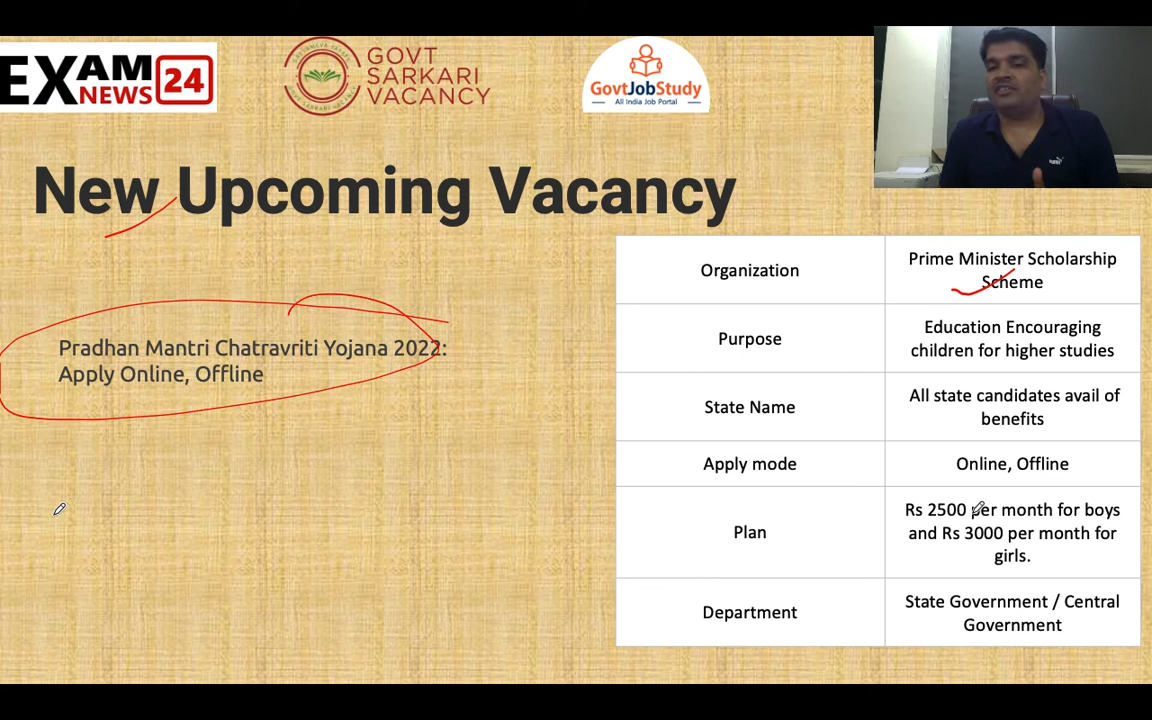 EXAM
NEWS 24
GOVT
SARKARI
VACANCY
GovtJobStudy
All India Job Portal
New Upcoming Vacancy
Pradhan Mantri Chatravriti Yojana 2022:
Apply Online, Offline
Organization
Prime Minister Scholarship
Scheme
Purpose
Education Encouraging
children for higher studies
State Name
All state candidates avail of
benefits
Apply mode
Online, Offline
Plan
Rs 2500 per month for boys
and Rs 3000 per month for
girls.
Department
State Government / Central
Government